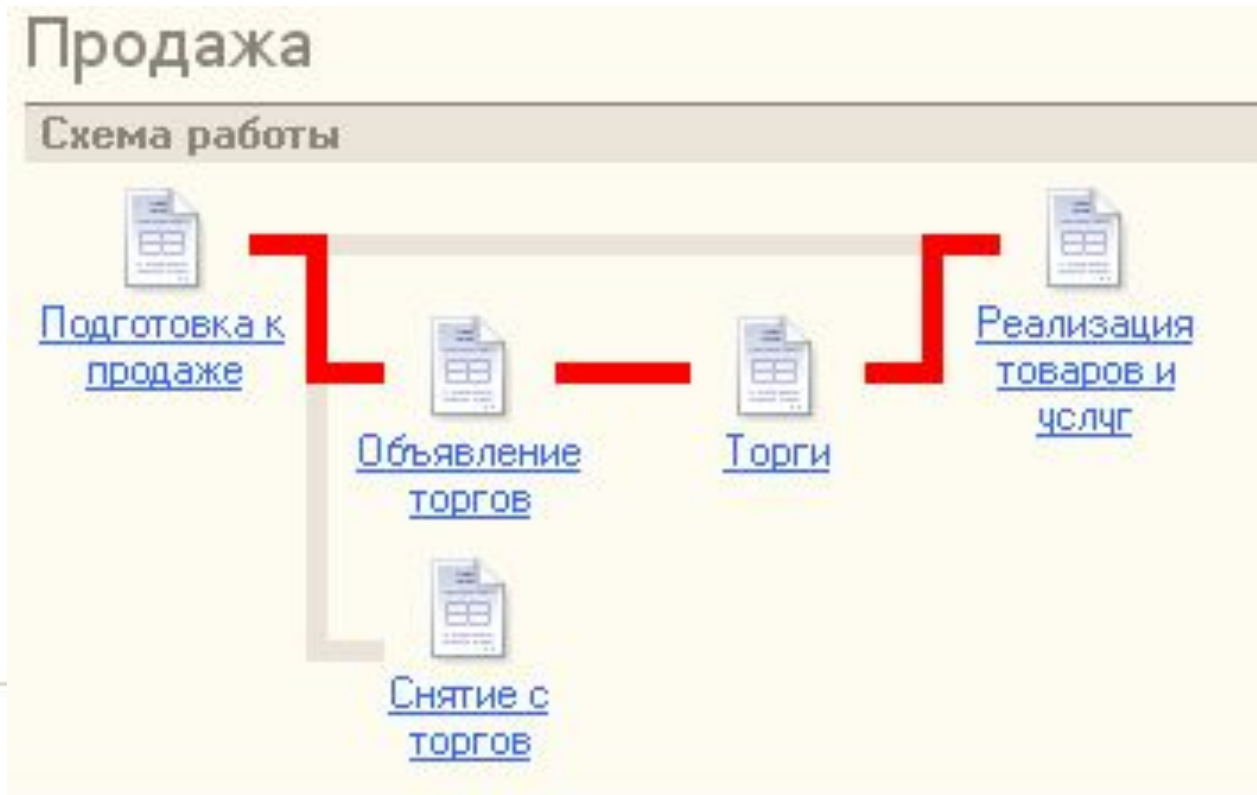 Продажа
Схема работы
Подготовка к
продаже
Реализация
товаров и
услуг
Объявление
торгов
Торги
Снятие с
торгов